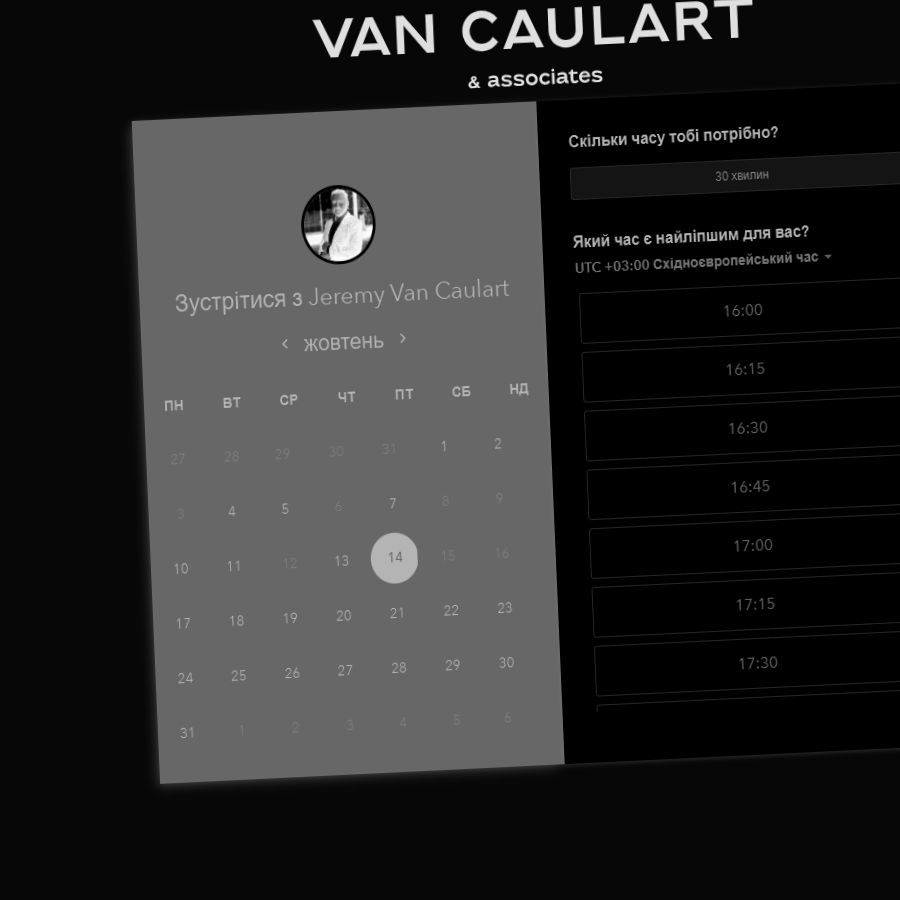 VAN CAULART
& associates
Зустрітися з Jeremy Van Caulart
‹ жовтень ›
ПН ВТ СР ЧТ ПТ СБ НД
27 28 29 30 31 1 2
3 4 5 6 7 8 9
10 11 12 13 14 15 16
17 18 19 20 21 22 23
24 25 26 27 28 29 30
31 1 2 3 4 5 6
Скільки часу тобі потрібно?
30 хвилин
Який час є найліпшим для вас?
UTC +03:00 Східноєвропейський час
16:00
16:15
16:30
16:45
17:00
17:15
17:30